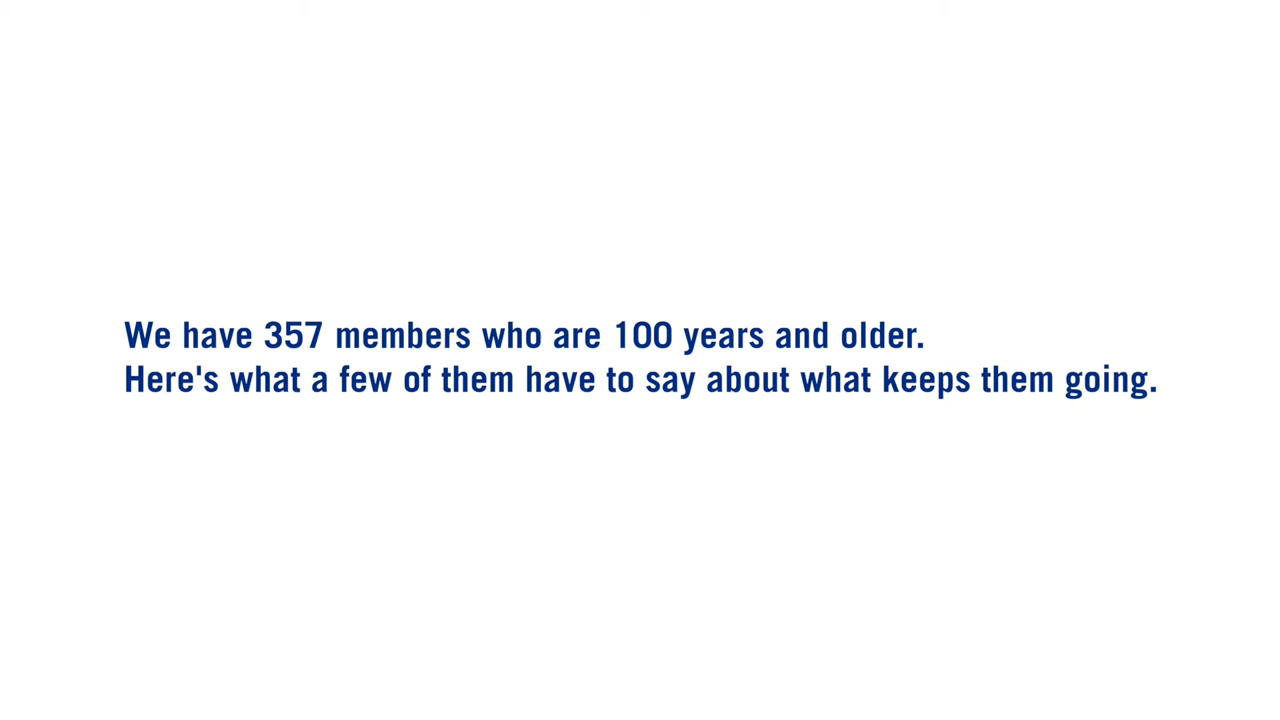 We have 357 members who are 100 years and older.
Here's what a few of them have to say about what keeps them going.